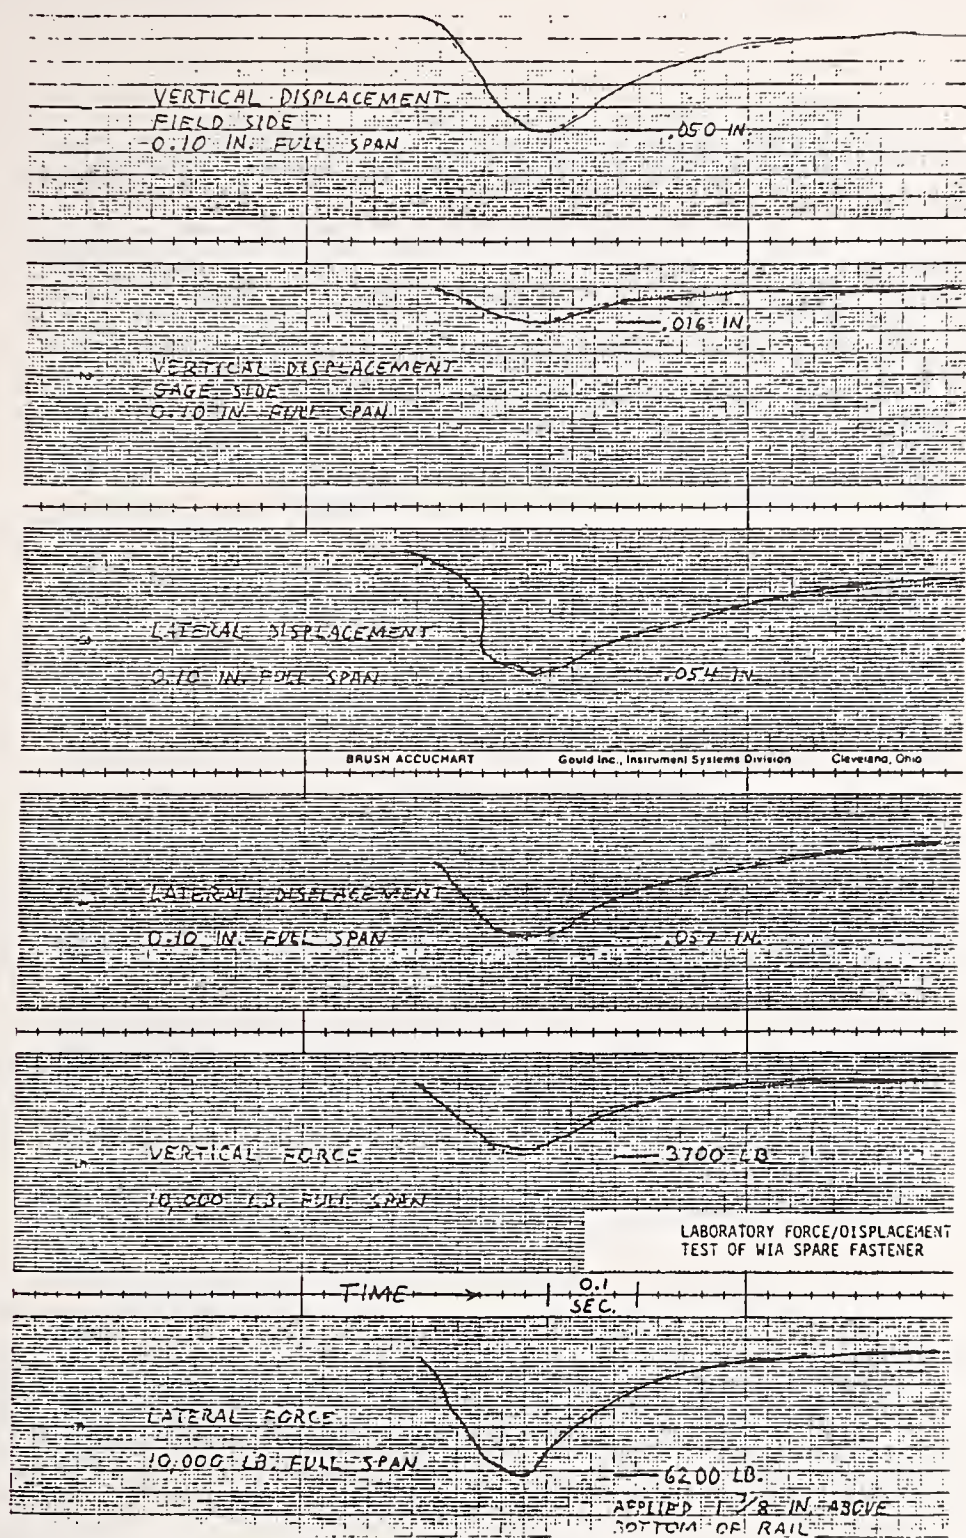 VERTICAL DISPLACEMENT
FIELD SIDE
0.10 IN. FULL SPAN
.050 IN.
.016 IN.
2
VERTICAL DISPLACEMENT
GAGE SIDE
0.10 IN FULL SPAN
3
LATERAL DISPLACEMENT
0.10 IN. FULL SPAN
.054 IN.
BRUSH ACCUCHART Gould Inc., Instrument Systems Division Cleveland, Ohio
LATERAL DISPLACEMENT
0.10 IN. FULL SPAN
IN.
5
VERTICAL FORCE
3700 LB
10,000 LB. FULL SPAN
LABORATORY FORCE/DISPLACEMENT
TEST OF WIA SPARE FASTENER
TIME
0.1
SEC.
LATERAL FORCE
10,000 LB. FULL SPAN
6200 LB.
APPLIED 1 7/8 IN. ABOVE
BOTTOM OF RAIL